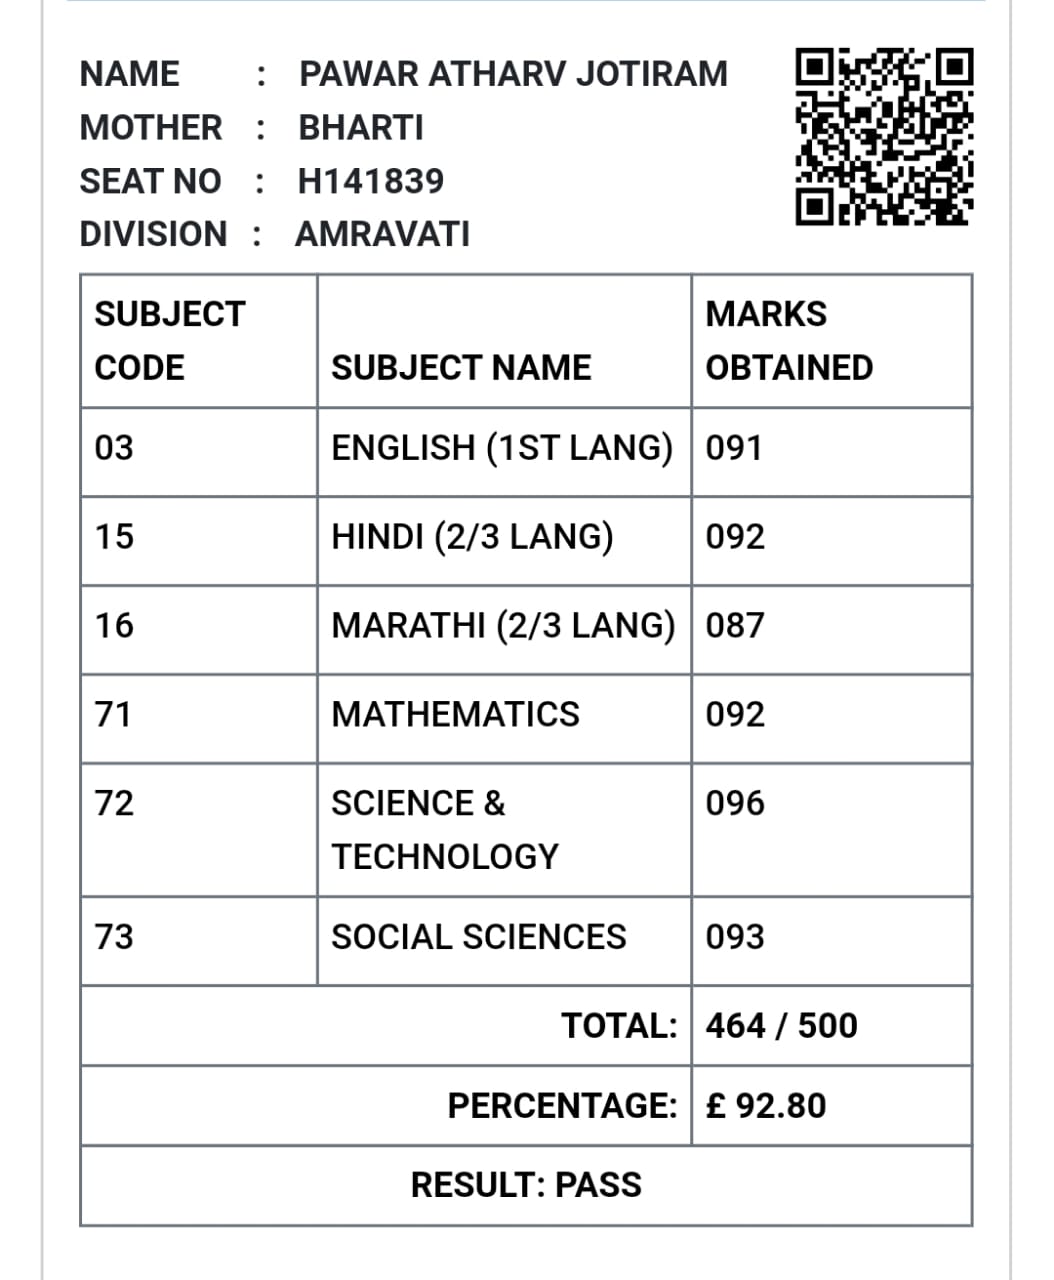 NAME : PAWAR ATHARV JOTIRAM
MOTHER : BHARTI
SEAT NO : H141839
DIVISION : AMRAVATI
SUBJECT CODE SUBJECT NAME MARKS OBTAINED
03 ENGLISH (1ST LANG) 091
15 HINDI (2/3 LANG) 092
16 MARATHI (2/3 LANG) 087
71 MATHEMATICS 092
72 SCIENCE & TECHNOLOGY 096
73 SOCIAL SCIENCES 093
TOTAL: 464 / 500
PERCENTAGE: £ 92.80
RESULT: PASS